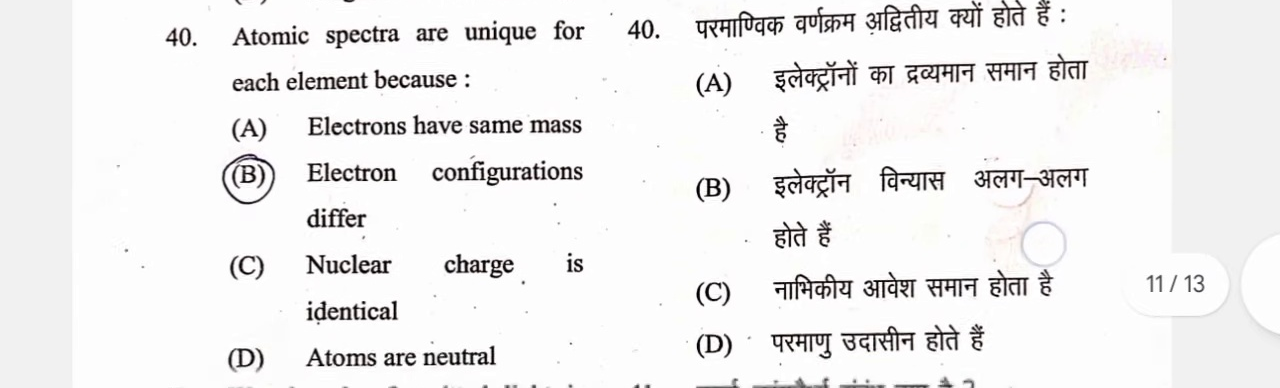 40. Atomic spectra are unique for
each element because :
(A) Electrons have same mass
(B) Electron configurations
differ
(C) Nuclear charge is
identical
(D) Atoms are neutral
40. परमाण्विक वर्णक्रम अद्वितीय क्यों होते हैं :
(A) इलेक्ट्रॉनों का द्रव्यमान समान होता
है
(B) इलेक्ट्रॉन विन्यास अलग-अलग
होते हैं
(C) नाभिकीय आवेश समान होता है
(D) परमाणु उदासीन होते हैं
11 / 13